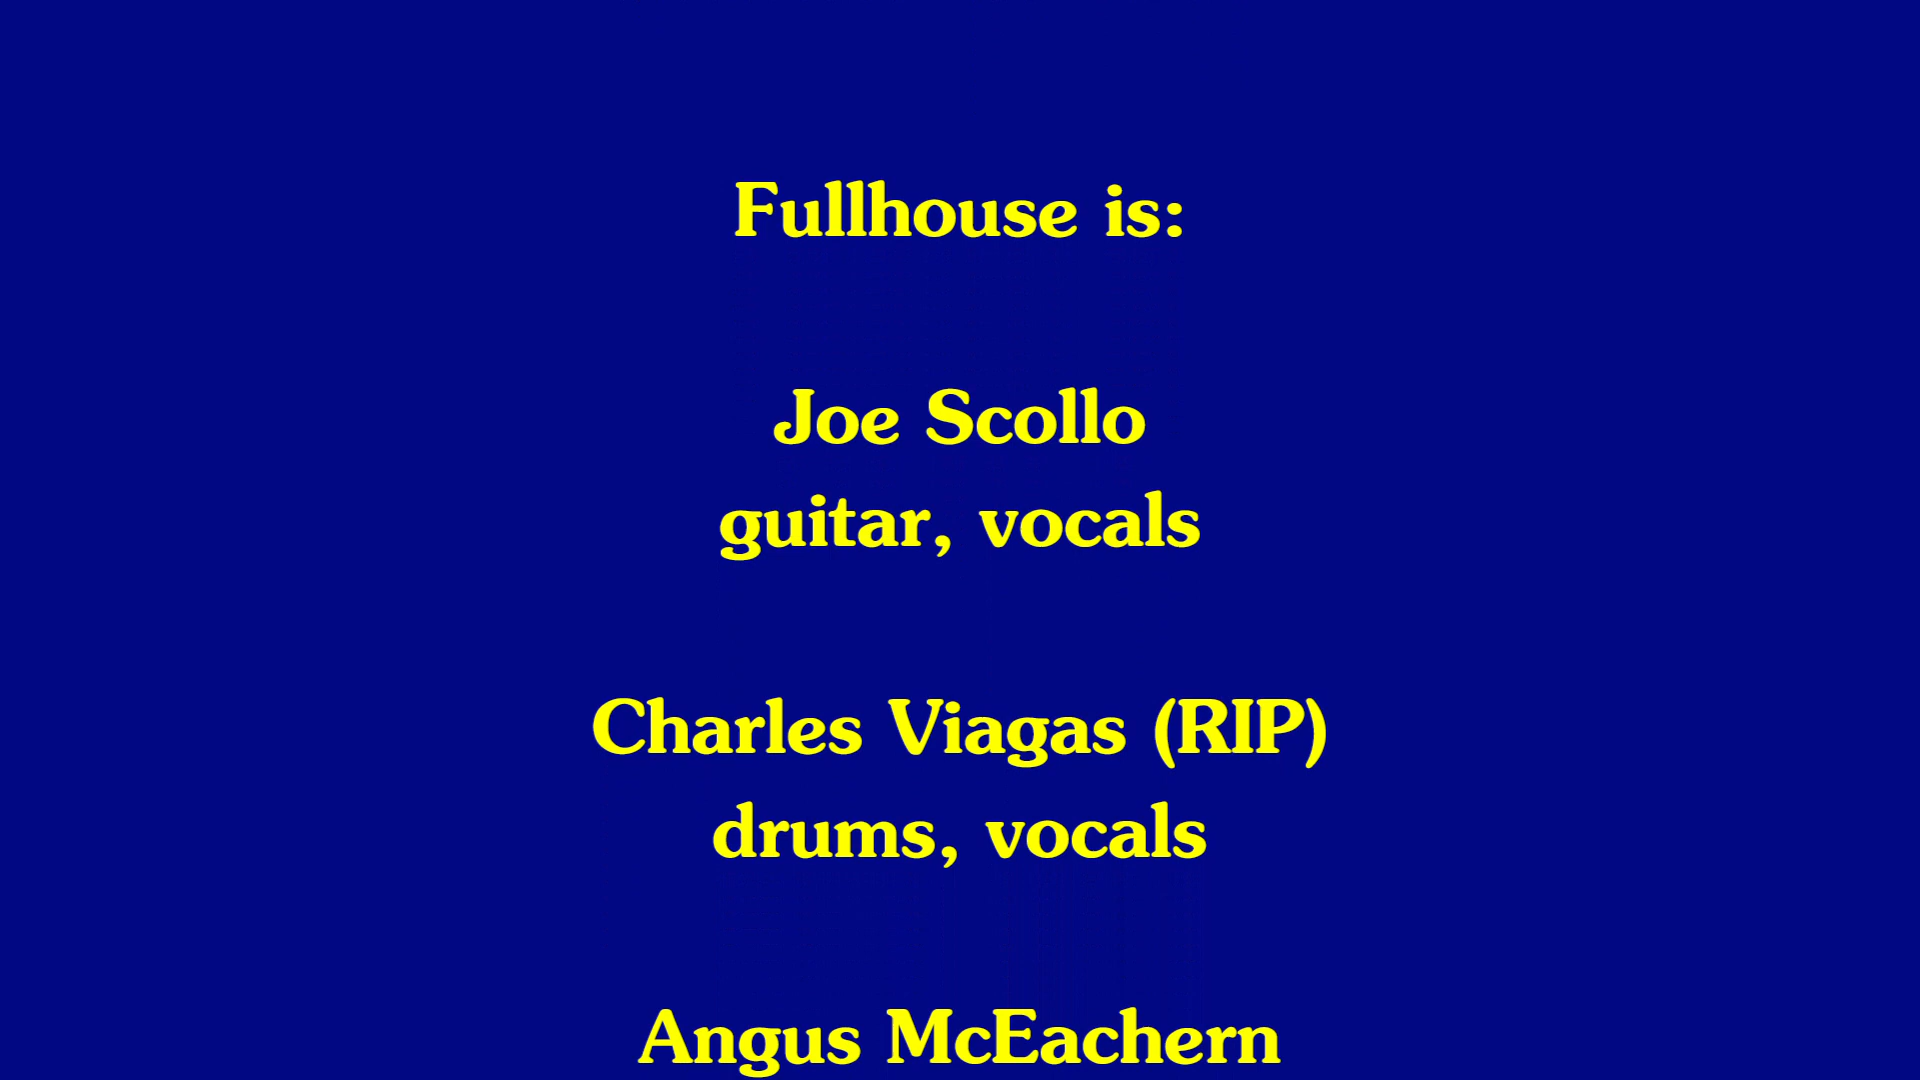 Fullhouse is:
Joe Scollo
guitar, vocals
Charles Viagas (RIP)
drums, vocals
Angus McEachern